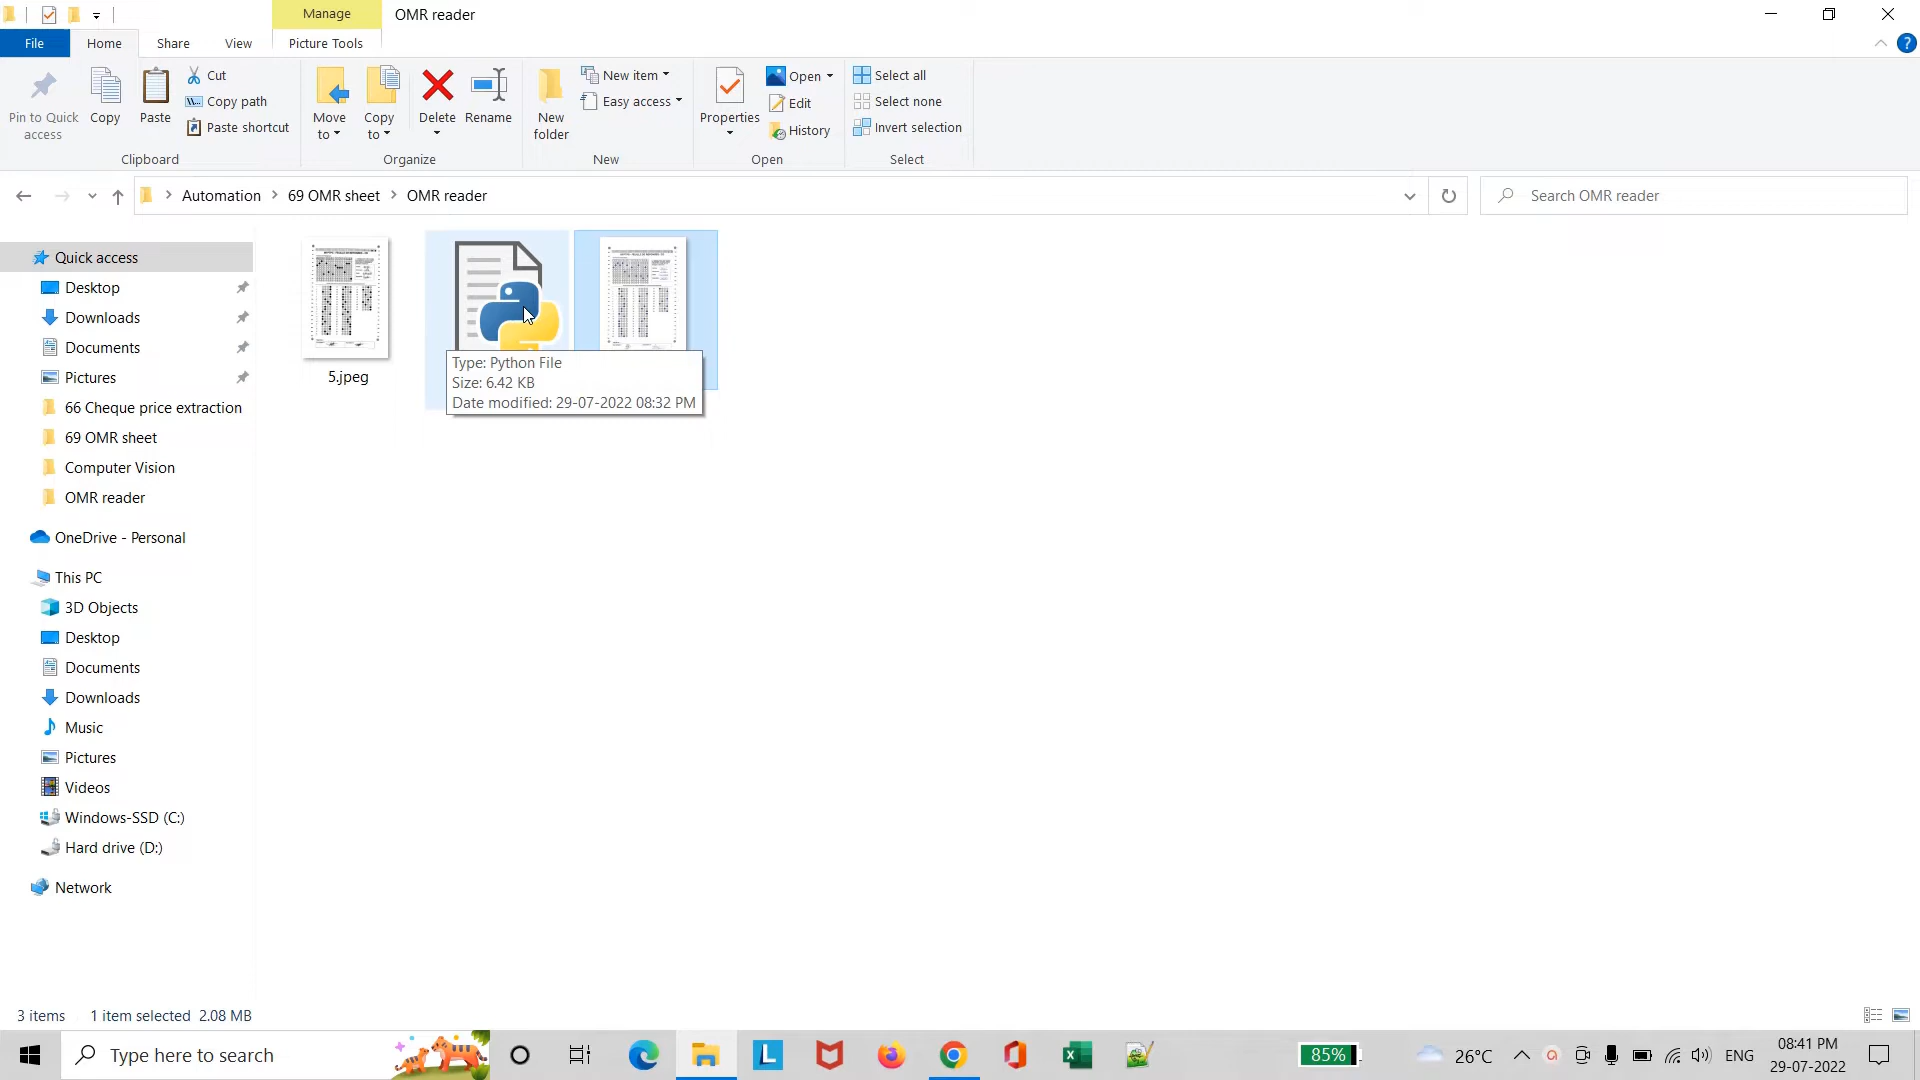 Manage
OMR reader
File
Home
Share
View
Picture Tools
Pin to Quick access
Copy
Paste
Cut
Copy path
Paste shortcut
Clipboard
Move to
Copy to
Delete
Rename
Organize
New folder
New item
Easy access
New
Properties
Open
Edit
History
Open
Select all
Select none
Invert selection
Select
Automation
69 OMR sheet
OMR reader
Search OMR reader
Quick access
Desktop
Downloads
Documents
Pictures
66 Cheque price extraction
69 OMR sheet
Computer Vision
OMR reader
OneDrive - Personal
This PC
3D Objects
Desktop
Documents
Downloads
Music
Pictures
Videos
Windows-SSD (C:)
Hard drive (D:)
Network
5.jpeg
Type: Python File
Size: 6.42 KB
Date modified: 29-07-2022 08:32 PM
3 items
1 item selected 2.08 MB
Type here to search
L
85%
26°C
ENG
08:41 PM
29-07-2022